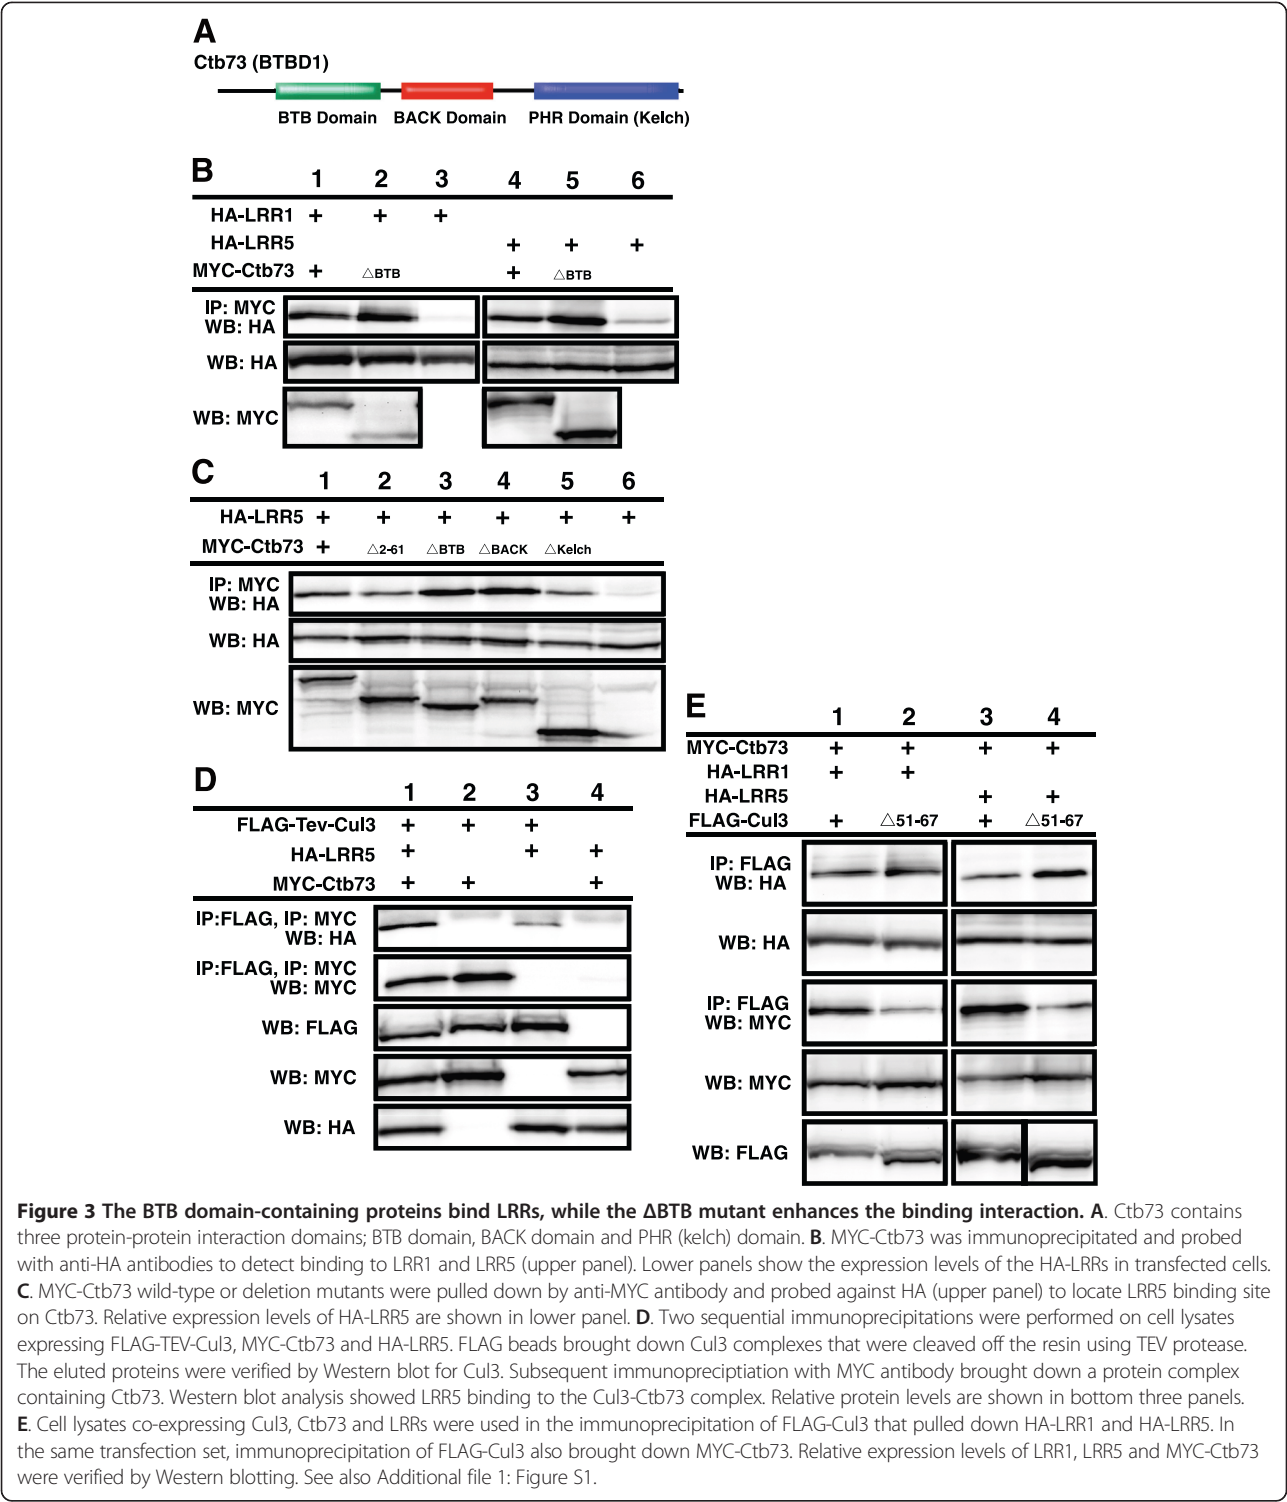 A
Ctb73 (BTBD1)
BTB Domain BACK Domain PHR Domain (Kelch)
B
1 2 3 4 5 6
HA-LRR1 + + +
HA-LRR5 + + +
MYC-Ctb73 + △BTB + △BTB
IP: MYC
WB: HA
WB: HA
WB: MYC
C
1 2 3 4 5 6
HA-LRR5 + + + + + +
MYC-Ctb73 + △2-61 △BTB △BACK △Kelch
IP: MYC
WB: HA
WB: HA
WB: MYC
D
1 2 3 4
FLAG-Tev-Cul3 + + +
HA-LRR5 + + +
MYC-Ctb73 + + +
IP:FLAG, IP: MYC
WB: HA
IP:FLAG, IP: MYC
WB: MYC
WB: FLAG
WB: MYC
WB: HA
E
1 2 3 4
MYC-Ctb73 + + + +
HA-LRR1 + +
HA-LRR5 + +
FLAG-Cul3 + △51-67 + △51-67
IP: FLAG
WB: HA
WB: HA
IP: FLAG
WB: MYC
WB: MYC
WB: FLAG
Figure 3 The BTB domain-containing proteins bind LRRs, while the ΔBTB mutant enhances the binding interaction. A. Ctb73 contains
three protein-protein interaction domains; BTB domain, BACK domain and PHR (kelch) domain. B. MYC-Ctb73 was immunoprecipitated and probed
with anti-HA antibodies to detect binding to LRR1 and LRR5 (upper panel). Lower panels show the expression levels of the HA-LRRs in transfected cells.
C. MYC-Ctb73 wild-type or deletion mutants were pulled down by anti-MYC antibody and probed against HA (upper panel) to locate LRR5 binding site
on Ctb73. Relative expression levels of HA-LRR5 are shown in lower panel. D. Two sequential immunoprecipitations were performed on cell lysates
expressing FLAG-TEV-Cul3, MYC-Ctb73 and HA-LRR5. FLAG beads brought down Cul3 complexes that were cleaved off the resin using TEV protease.
The eluted proteins were verified by Western blot for Cul3. Subsequent immunopreciptiation with MYC antibody brought down a protein complex
containing Ctb73. Western blot analysis showed LRR5 binding to the Cul3-Ctb73 complex. Relative protein levels are shown in bottom three panels.
E. Cell lysates co-expressing Cul3, Ctb73 and LRRs were used in the immunoprecipitation of FLAG-Cul3 that pulled down HA-LRR1 and HA-LRR5. In
the same transfection set, immunoprecipitation of FLAG-Cul3 also brought down MYC-Ctb73. Relative expression levels of LRR1, LRR5 and MYC-Ctb73
were verified by Western blotting. See also Additional file 1: Figure S1.